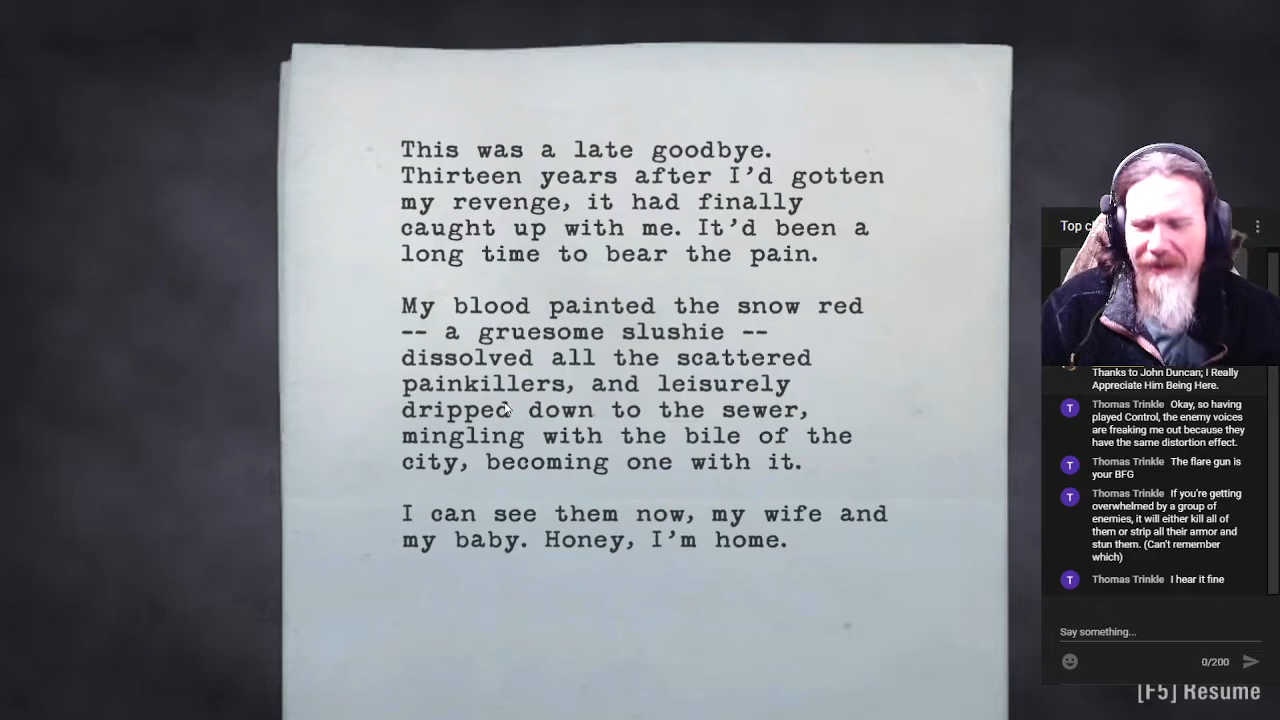 This was a late goodbye.
Thirteen years after I'd gotten
my revenge, it had finally
caught up with me. It'd been a
long time to bear the pain.
My blood painted the snow red
-- a gruesome slushie --
dissolved all the scattered
painkillers, and leisurely
dripped down to the sewer,
mingling with the bile of the
city, becoming one with it.
I can see them now, my wife and
my baby. Honey, I'm home.
Top
Thanks to John Duncan; I Really
Appreciate Him Being Here.
T Thomas Trinkle Okay, so having
played Control, the enemy voices
are freaking me out because they
have the same distortion effect.
T Thomas Trinkle The flare gun is
your BFG
T Thomas Trinkle If you're getting
overwhelmed by a group of
enemies, it will either kill all of
them or strip all their armor and
stun them. (Can't remember
which)
T Thomas Trinkle I hear it fine
Say something...
0/200
[F5] Resume